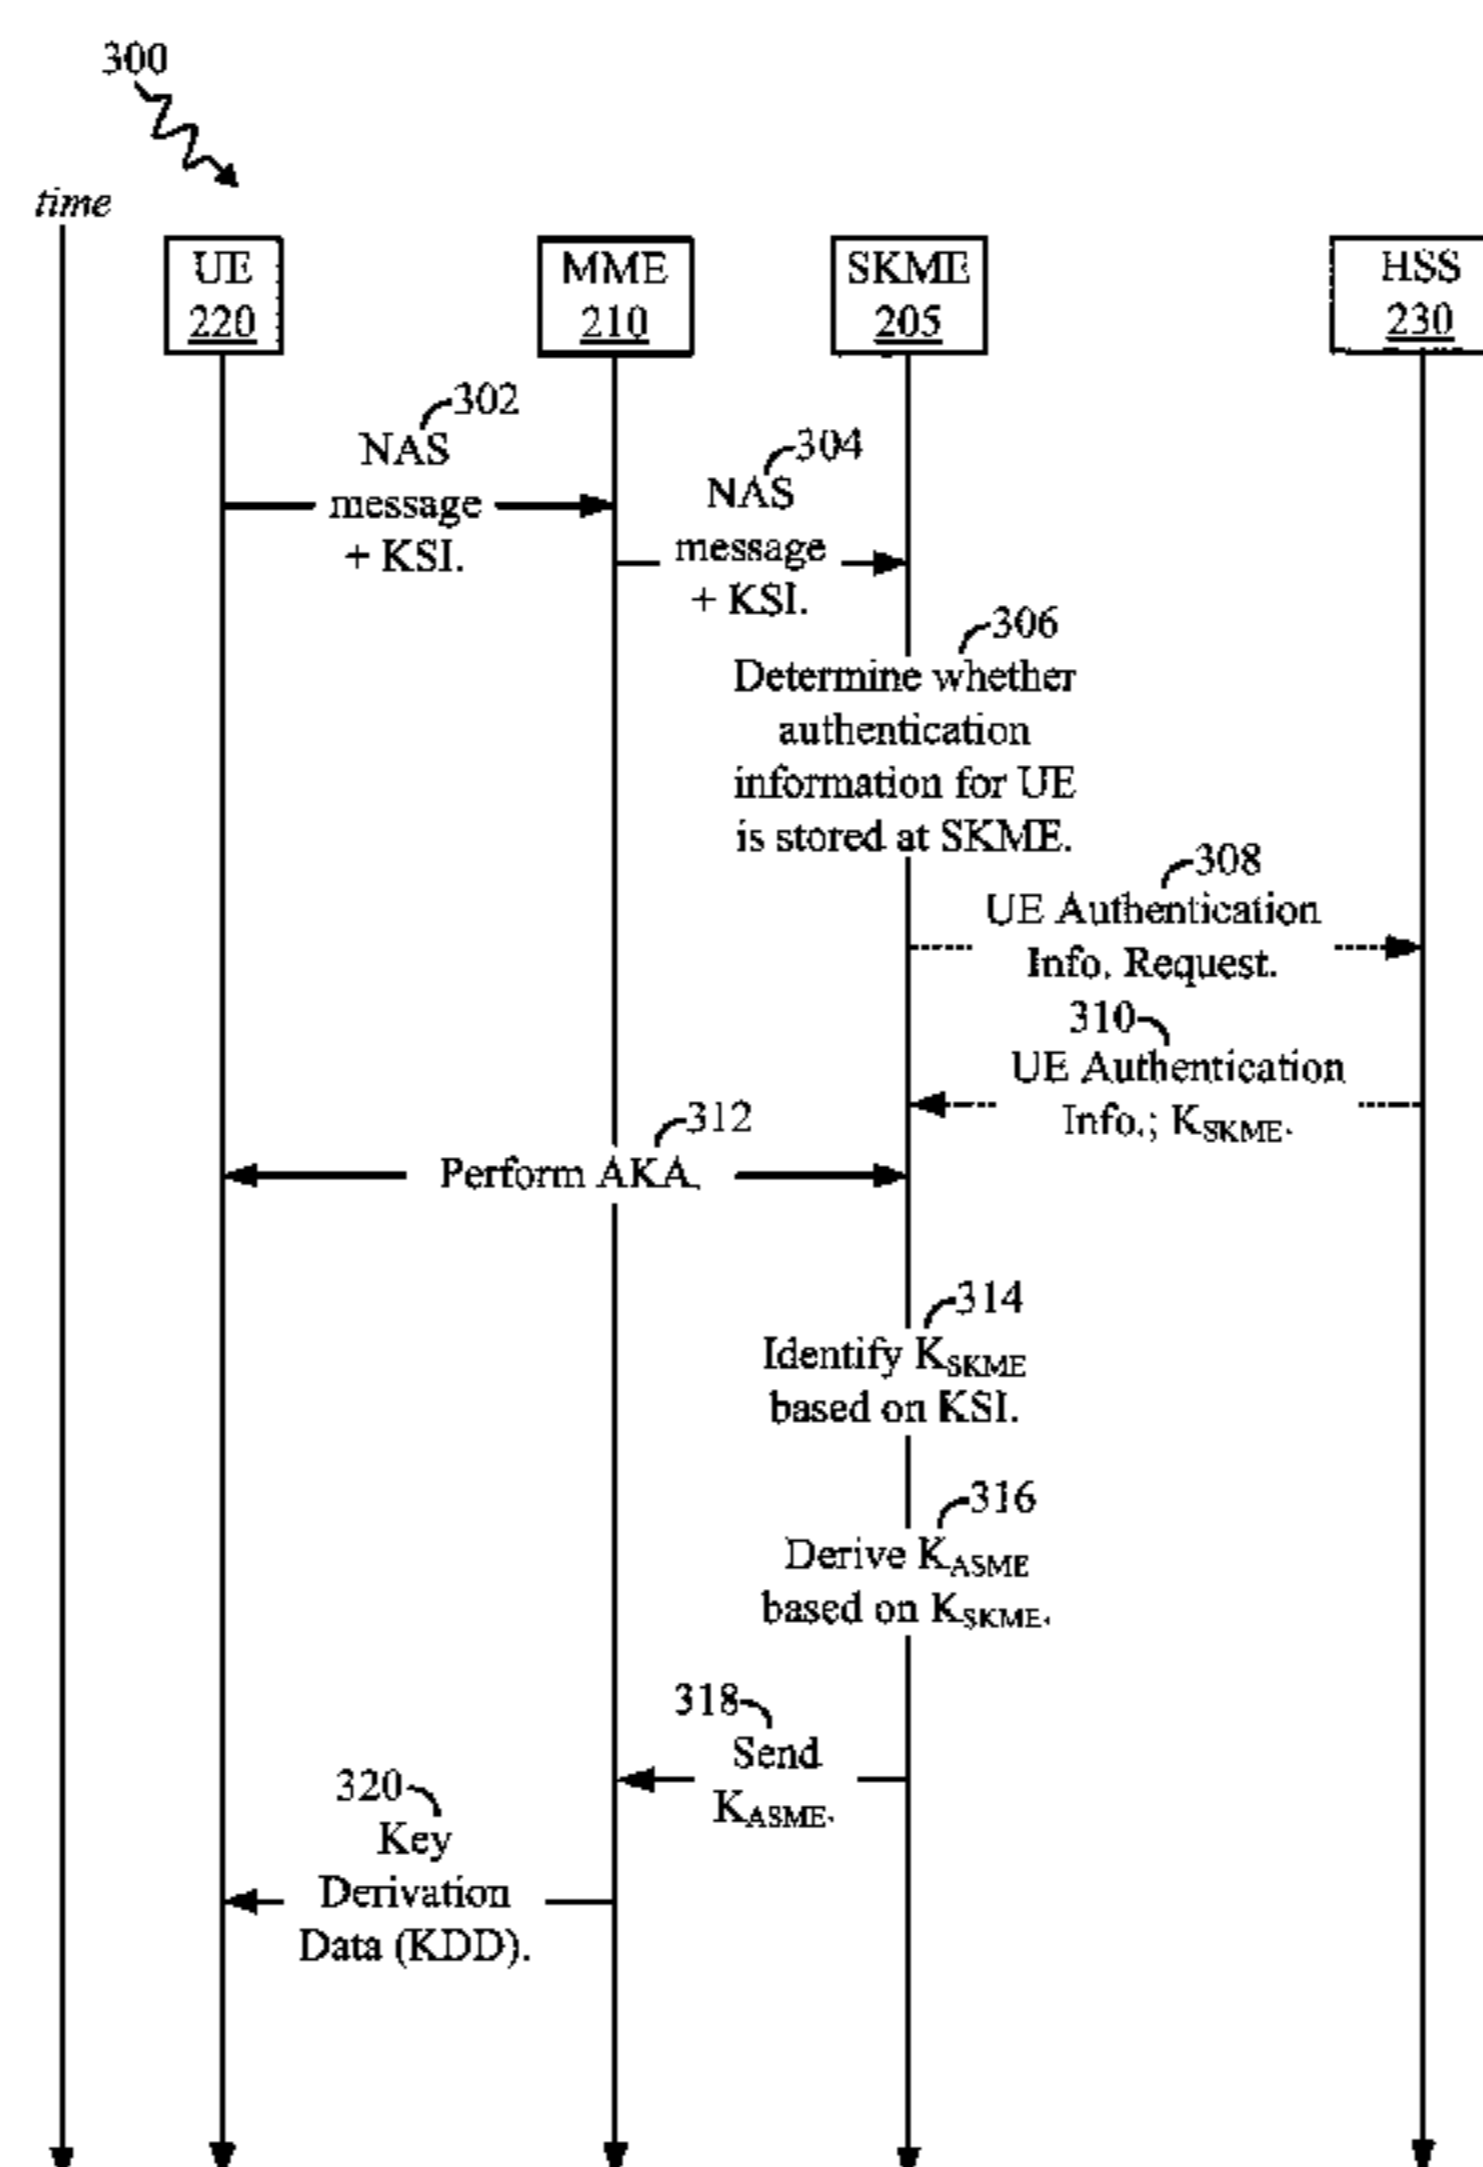 300
time
UE
220
MME
210
SKME
205
HSS
230
302
NAS
message
+ KSI.
304
NAS
message
+ KSI.
306
Determine whether
authentication
information for UE
is stored at SKME.
308
UE Authentication
Info. Request.
310
UE Authentication
Info.; KSKME.
312
Perform AKA.
314
Identify KSKME
based on KSI.
316
Derive KASME
based on KSKME.
318
Send
KASME.
320
Key
Derivation
Data (KDD).